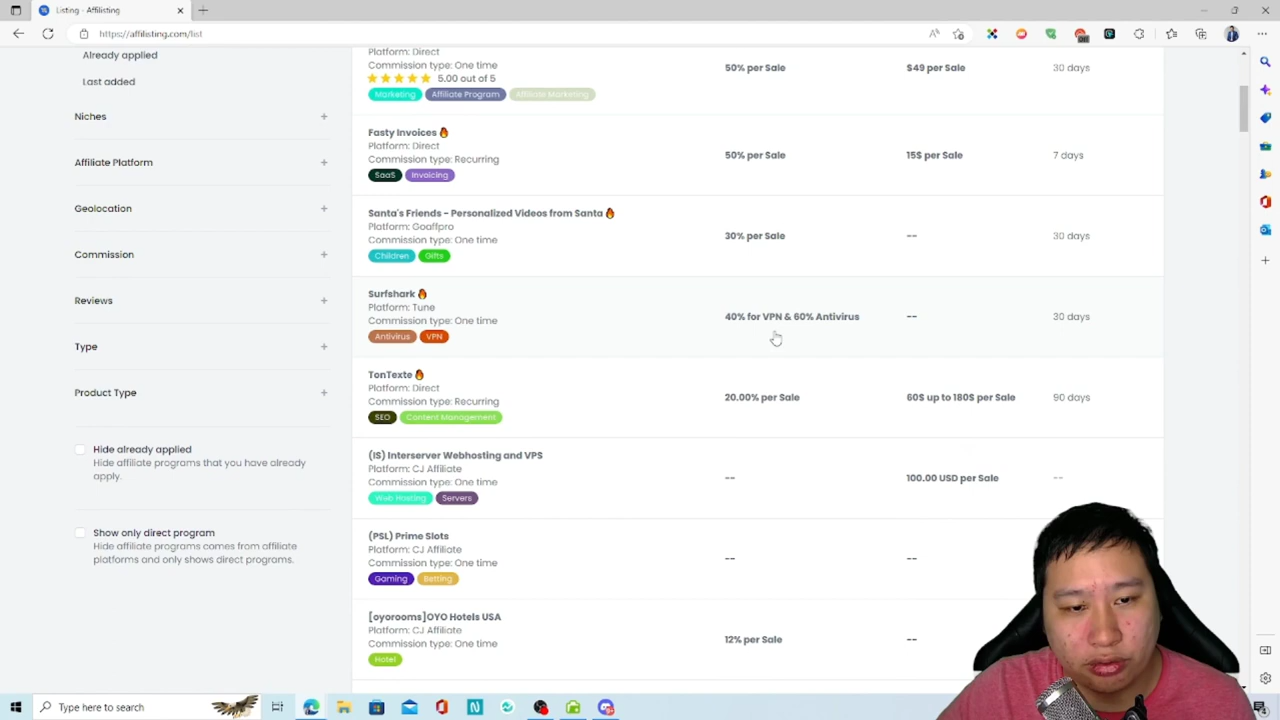 Listing - Affilisting
https://affilisting.com/list
Already applied
Last added
Niches
Affiliate Platform
Geolocation
Commission
Reviews
Type
Product Type
Hide already applied
Hide affiliate programs that you have already
apply.
Show only direct program
Hide affiliate programs comes from affiliate
platforms and only shows direct programs.
Platform: Direct
Commission type: One time
5.00 out of 5
Marketing Affiliate Program Affiliate Marketing
50% per Sale
$49 per Sale
30 days
Fasty Invoices
Platform: Direct
Commission type: Recurring
SaaS Invoicing
50% per Sale
15$ per Sale
7 days
Santa's Friends - Personalized Videos from Santa
Platform: Goaffpro
Commission type: One time
Children Gifts
30% per Sale
--
30 days
Surfshark
Platform: Tune
Commission type: One time
Antivirus VPN
40% for VPN & 60% Antivirus
--
30 days
TonTexte
Platform: Direct
Commission type: Recurring
SEO Content Management
20.00% per Sale
60$ up to 180$ per Sale
90 days
(IS) Interserver Webhosting and VPS
Platform: CJ Affiliate
Commission type: One time
Web Hosting Servers
--
100.00 USD per Sale
--
(PSL) Prime Slots
Platform: CJ Affiliate
Commission type: One time
Gaming Betting
--
--
[oyorooms]OYO Hotels USA
Platform: CJ Affiliate
Commission type: One time
Hotel
12% per Sale
--
Type here to search